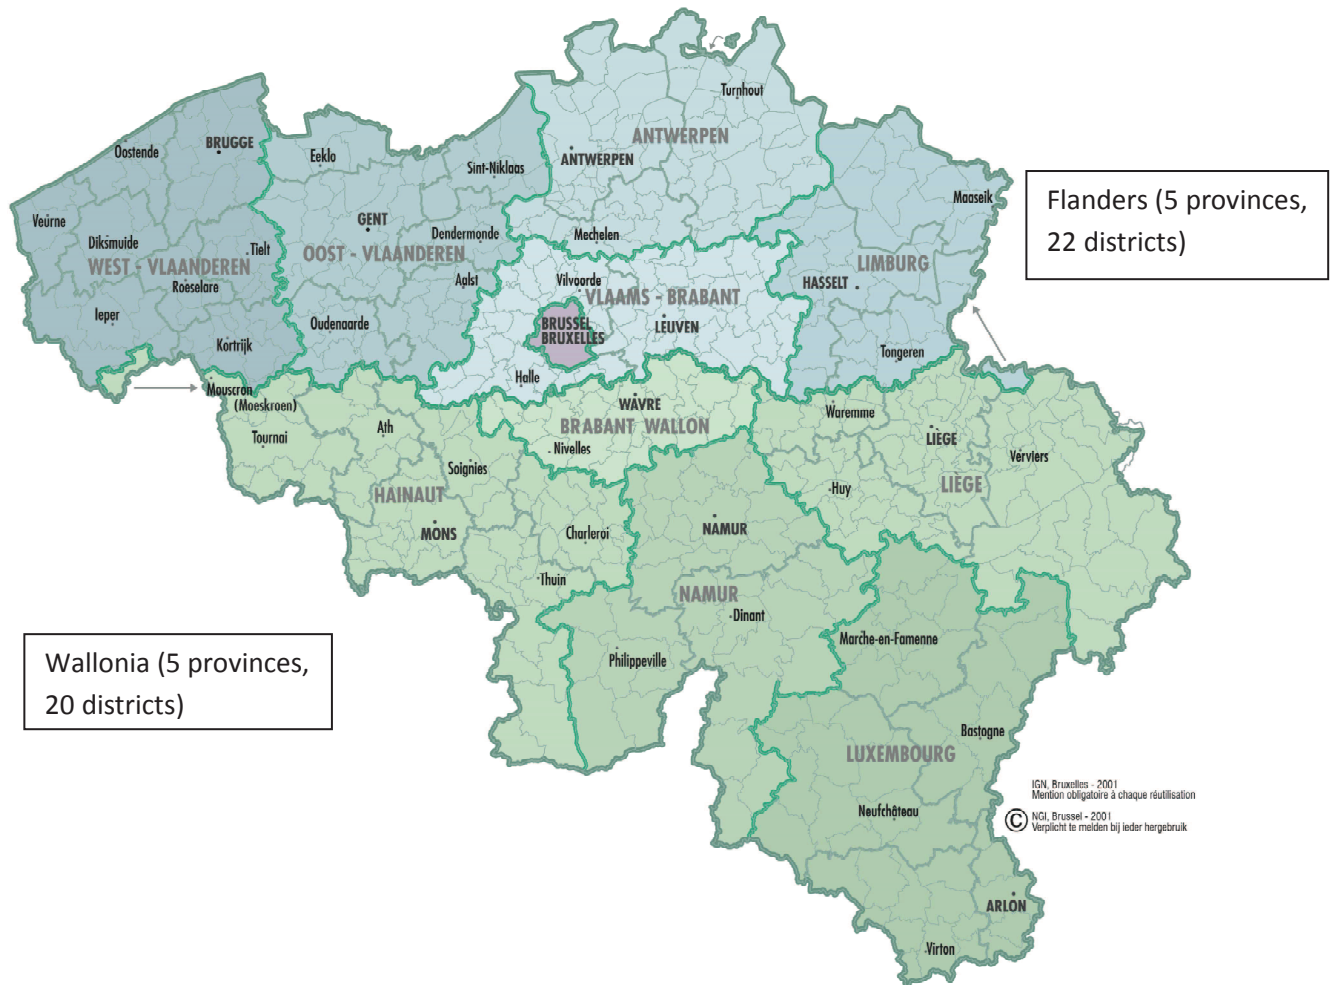 Turnhout
ANTWERPEN
ANTWERPEN
Mechelen
BRUGGE
Oostende
Veurne
Diksmuide
Tielt
WEST - VLAANDEREN
Roeselare
Ieper
Kortrijk
Eeklo
Sint-Niklaas
GENT
Dendermonde
OOST - VLAANDEREN
Aalst
Oudenaarde
Vilvoorde
VLAAMS - BRABANT
BRUSSEL
BRUXELLES
LEUVEN
Halle
Maaseik
LIMBURG
HASSELT
Tongeren
Flanders (5 provinces,
22 districts)
Mouscron
(Moeskroen)
Tournai
Ath
Soignies
HAINAUT
MONS
Charleroi
Thuin
WAVRE
BRABANT WALLON
Nivelles
Waremme
LIÈGE
Verviers
Huy
LIÈGE
NAMUR
NAMUR
Dinant
Philippeville
Marche-en-Famenne
Bastogne
LUXEMBOURG
Neufchâteau
ARLON
Virton
Wallonia (5 provinces,
20 districts)
IGN, Bruxelles - 2001
Mention obligatoire à chaque réutilisation
© NGI, Brussel - 2001
Verplicht te melden bij ieder hergebruik